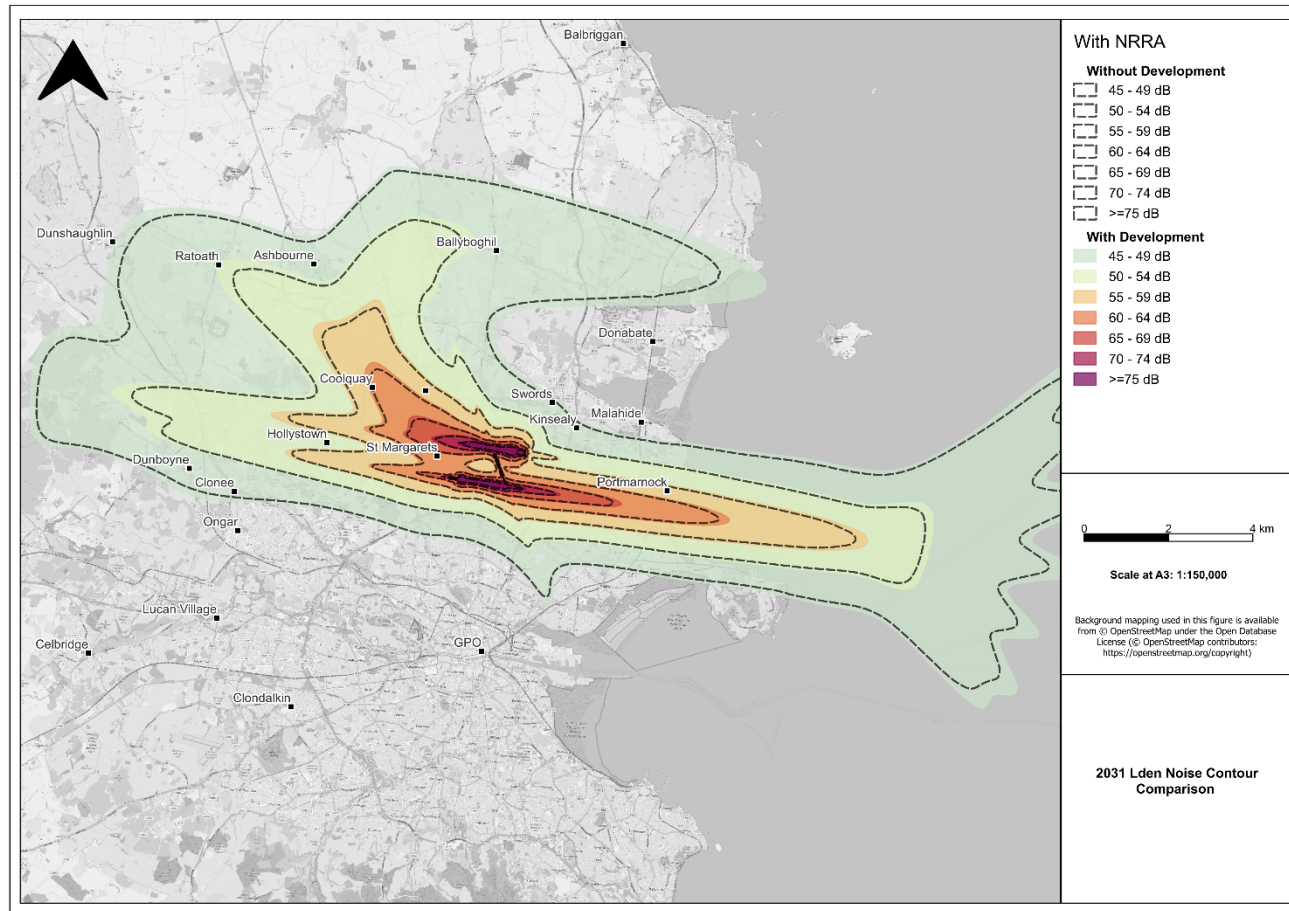 Balbriggan
Dunshaughlin
Ratoath
Ashbourne
Ballyboghil
Donabate
Coolquay
Swords
Kinsealy
Malahide
Hollystown
St Margarets
Dunboyne
Clonee
Portmarnock
Ongar
Lucan Village
Celbridge
GPO
Clondalkin
With NRRA
Without Development
45 - 49 dB
50 - 54 dB
55 - 59 dB
60 - 64 dB
65 - 69 dB
70 - 74 dB
>=75 dB
With Development
45 - 49 dB
50 - 54 dB
55 - 59 dB
60 - 64 dB
65 - 69 dB
70 - 74 dB
>=75 dB
0 2 4 km
Scale at A3: 1:150,000
Background mapping used in this figure is available
from © OpenStreetMap under the Open Database
License (© OpenStreetMap contributors:
https://openstreetmap.org/copyright)
2031 Lden Noise Contour
Comparison